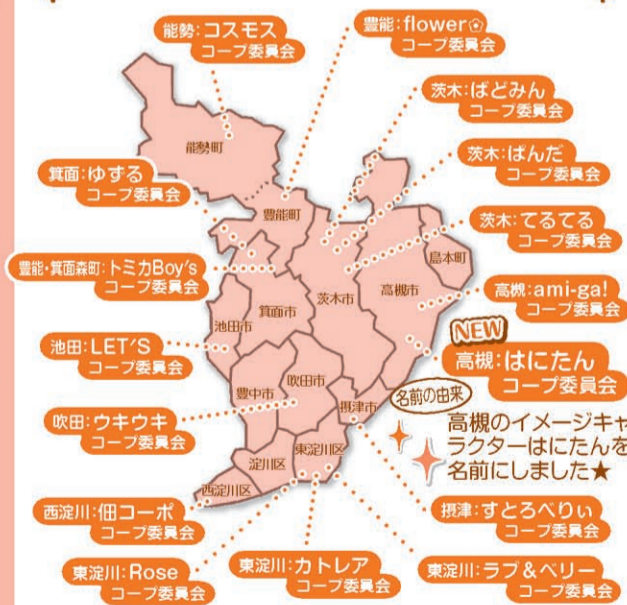 能勢:コスモス
コープ委員会
豊能:flower
コープ委員会
茨木:ばどみん
コープ委員会
茨木:ぱんだ
コープ委員会
箕面:ゆずる
コープ委員会
茨木:てるてる
コープ委員会
豊能・箕面森町:トミカBoy's
コープ委員会
高槻:ami-ga!
コープ委員会
池田:LET'S
コープ委員会
NEW
高槻:はにたん
コープ委員会
名前の由来
高槻のイメージキャ
ラクターはにたんを
名前にしました★
吹田:ウキウキ
コープ委員会
西淀川:佃コーポ
コープ委員会
摂津:すとろべりぃ
コープ委員会
東淀川:Rose
コープ委員会
東淀川:カトレア
コープ委員会
東淀川:ラブ&ベリー
コープ委員会
能勢町
豊能町
島本町
高槻市
茨木市
箕面市
池田市
吹田市
豊中市
摂津市
東淀川区
淀川区
西淀川区